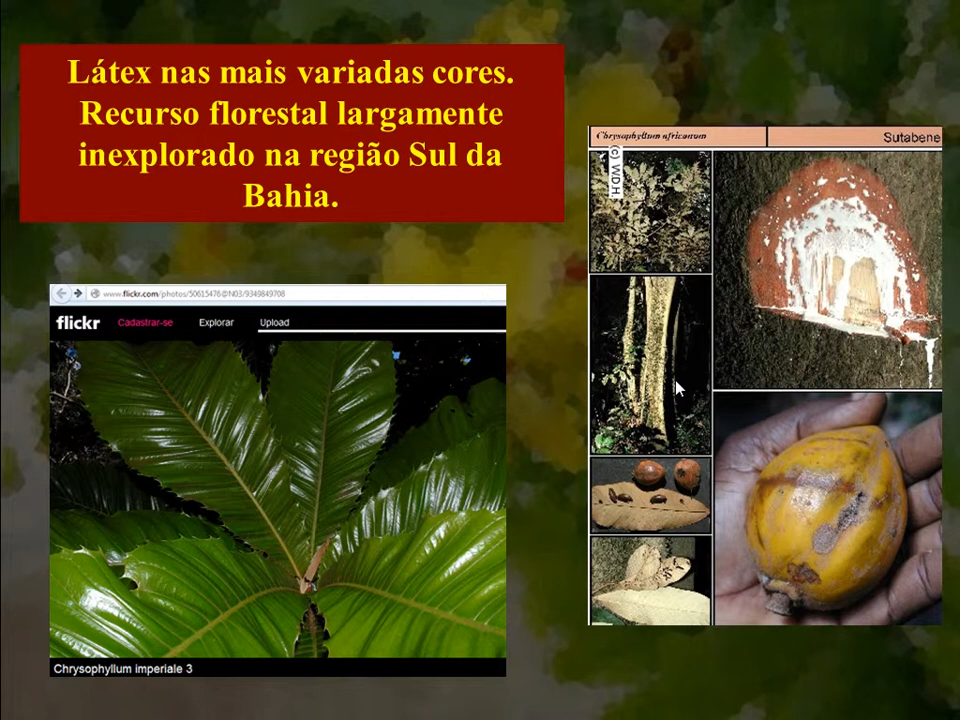 Látex nas mais variadas cores.
Recurso florestal largamente
inexplorado na região Sul da
Bahia.
Chrysophyllum africanum
Sutabene
(c) WDH
www.flickr.com/photos/50615476@N03/9349849708
flickr Cadastrar-se Explorar Upload
Chrysophyllum imperiale 3